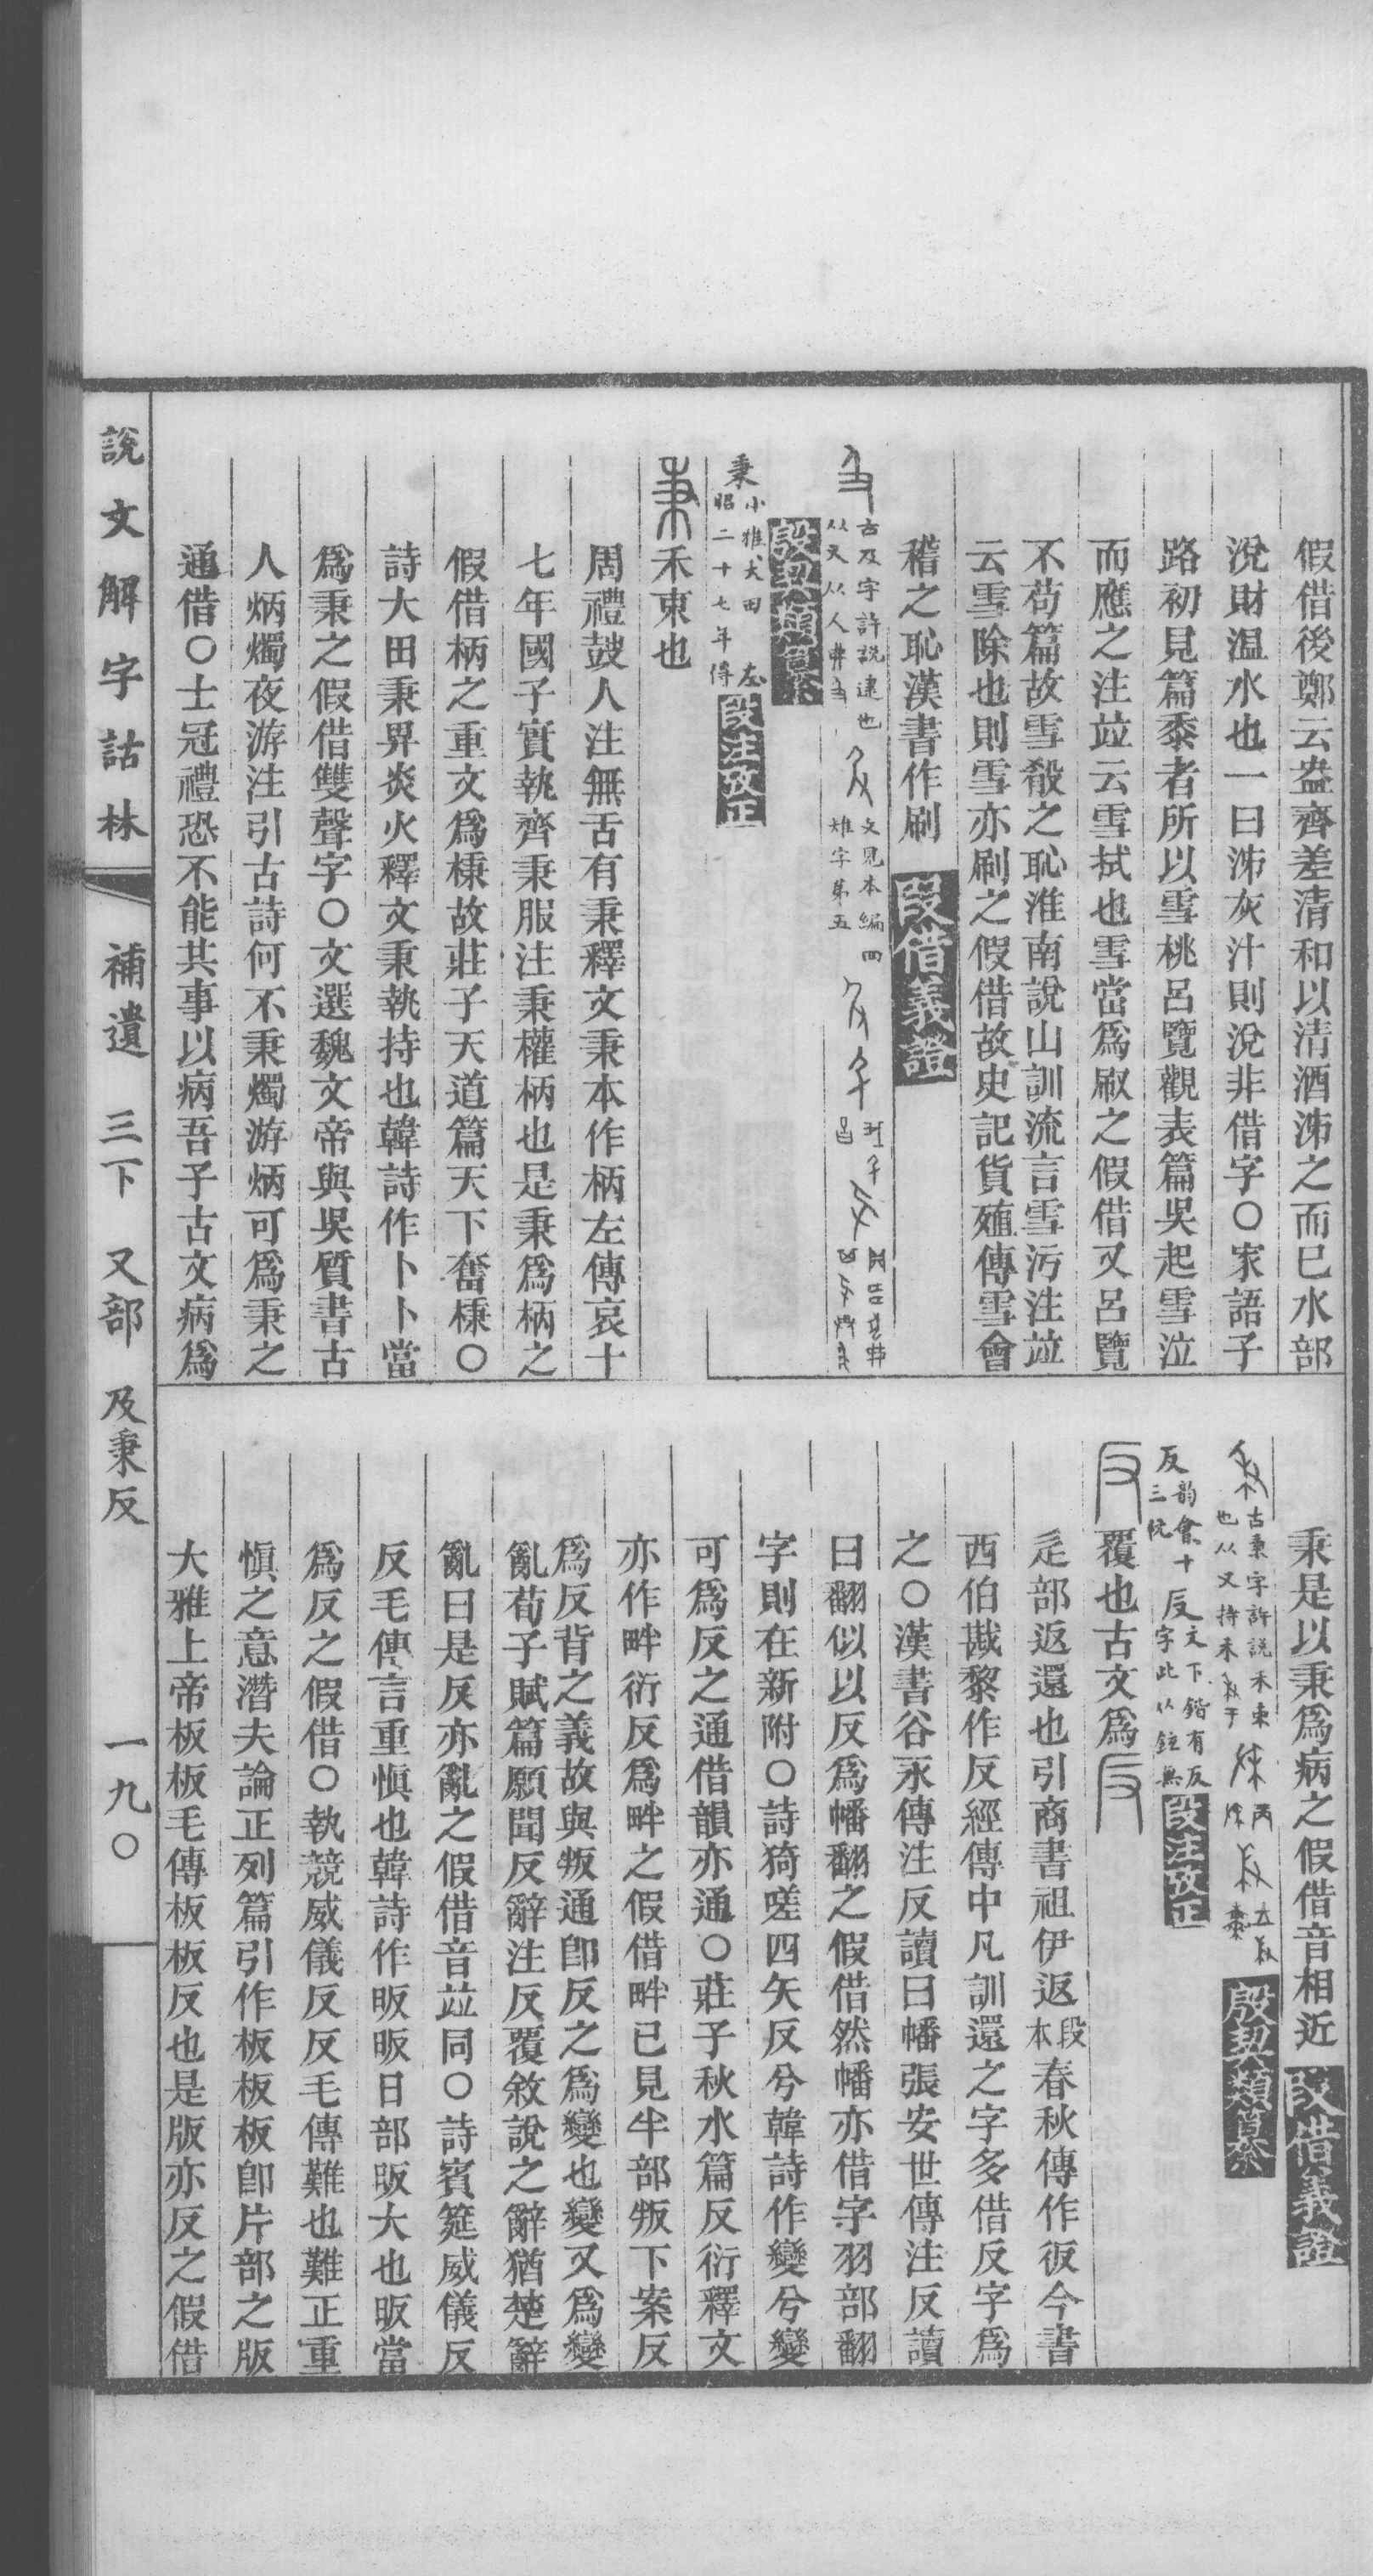 假借後鄭云盎齊差清和以清酒沛之而巳水部
涗財溫水也一曰沛灰汁則涗非借字〇家語子
路初見篇黍者所以雪桃呂覽觀表篇吳起雪泣
而應之注竝云雪拭也雪當爲㕞之假借又呂覽
不苟篇故雪殽之恥淮南說山訓流言雪污注竝
云雪除也則雪亦刷之假借故史記貨殖傳雪會
稽之恥漢書作刷 段借義證
古及字許說逮也
从又从人
文見本編四
雄字第五
殷契類纂
秉 小雅大田 左
昭二十七年傳 段注攷正
秉 禾束也
周禮鼓人注無舌有秉釋文秉本作柄左傳哀十
七年國子實執齊秉服注秉權柄也是秉爲柄之
假借柄之重文爲棅故莊子天道篇天下奮棅〇
詩大田秉畀炎火釋文秉執持也韓詩作卜卜當
爲秉之假借雙聲字〇文選魏文帝與吳質書古
人炳燭夜游注引古詩何不秉燭游炳可爲秉之
通借〇士冠禮恐不能共事以病吾子古文病爲
秉是以秉爲病之假借音相近 段借義證
古秉字許說禾束
也从又持禾
殷契類纂
反 韵會十
三阮
反 文下鍇有反
字此从鉉無 段注攷正
反 覆也古文爲反
辵部返還也引商書祖伊返段本春秋傳作彶今書
西伯戡黎作反經傳中凡訓還之字多借反字爲
之〇漢書谷永傳注反讀曰幡張安世傳注反讀
曰翻似以反爲幡翻之假借然幡亦借字羽部翻
字則在新附〇詩猗嗟四矢反兮韓詩作變兮變
可爲反之通借韻亦通〇莊子秋水篇反衍釋文
亦作畔衍反爲畔之假借畔已見半部叛下案反
爲反背之義故與叛通卽反之爲變也變又爲變
亂荀子賦篇願聞反辭注反覆敘說之辭猶楚辭
亂曰是反亦亂之假借音竝同〇詩賓筵威儀反
反毛傳言重愼也韓詩作昄昄日部昄大也昄當
爲反之假借〇執競威儀反反毛傳難也難正重
愼之意潛夫論正列篇引作板板板卽片部之版
大雅上帝板板毛傳板板反也是版亦反之假借
說文解字詁林 補遺 三下 又部 及秉反 一九〇